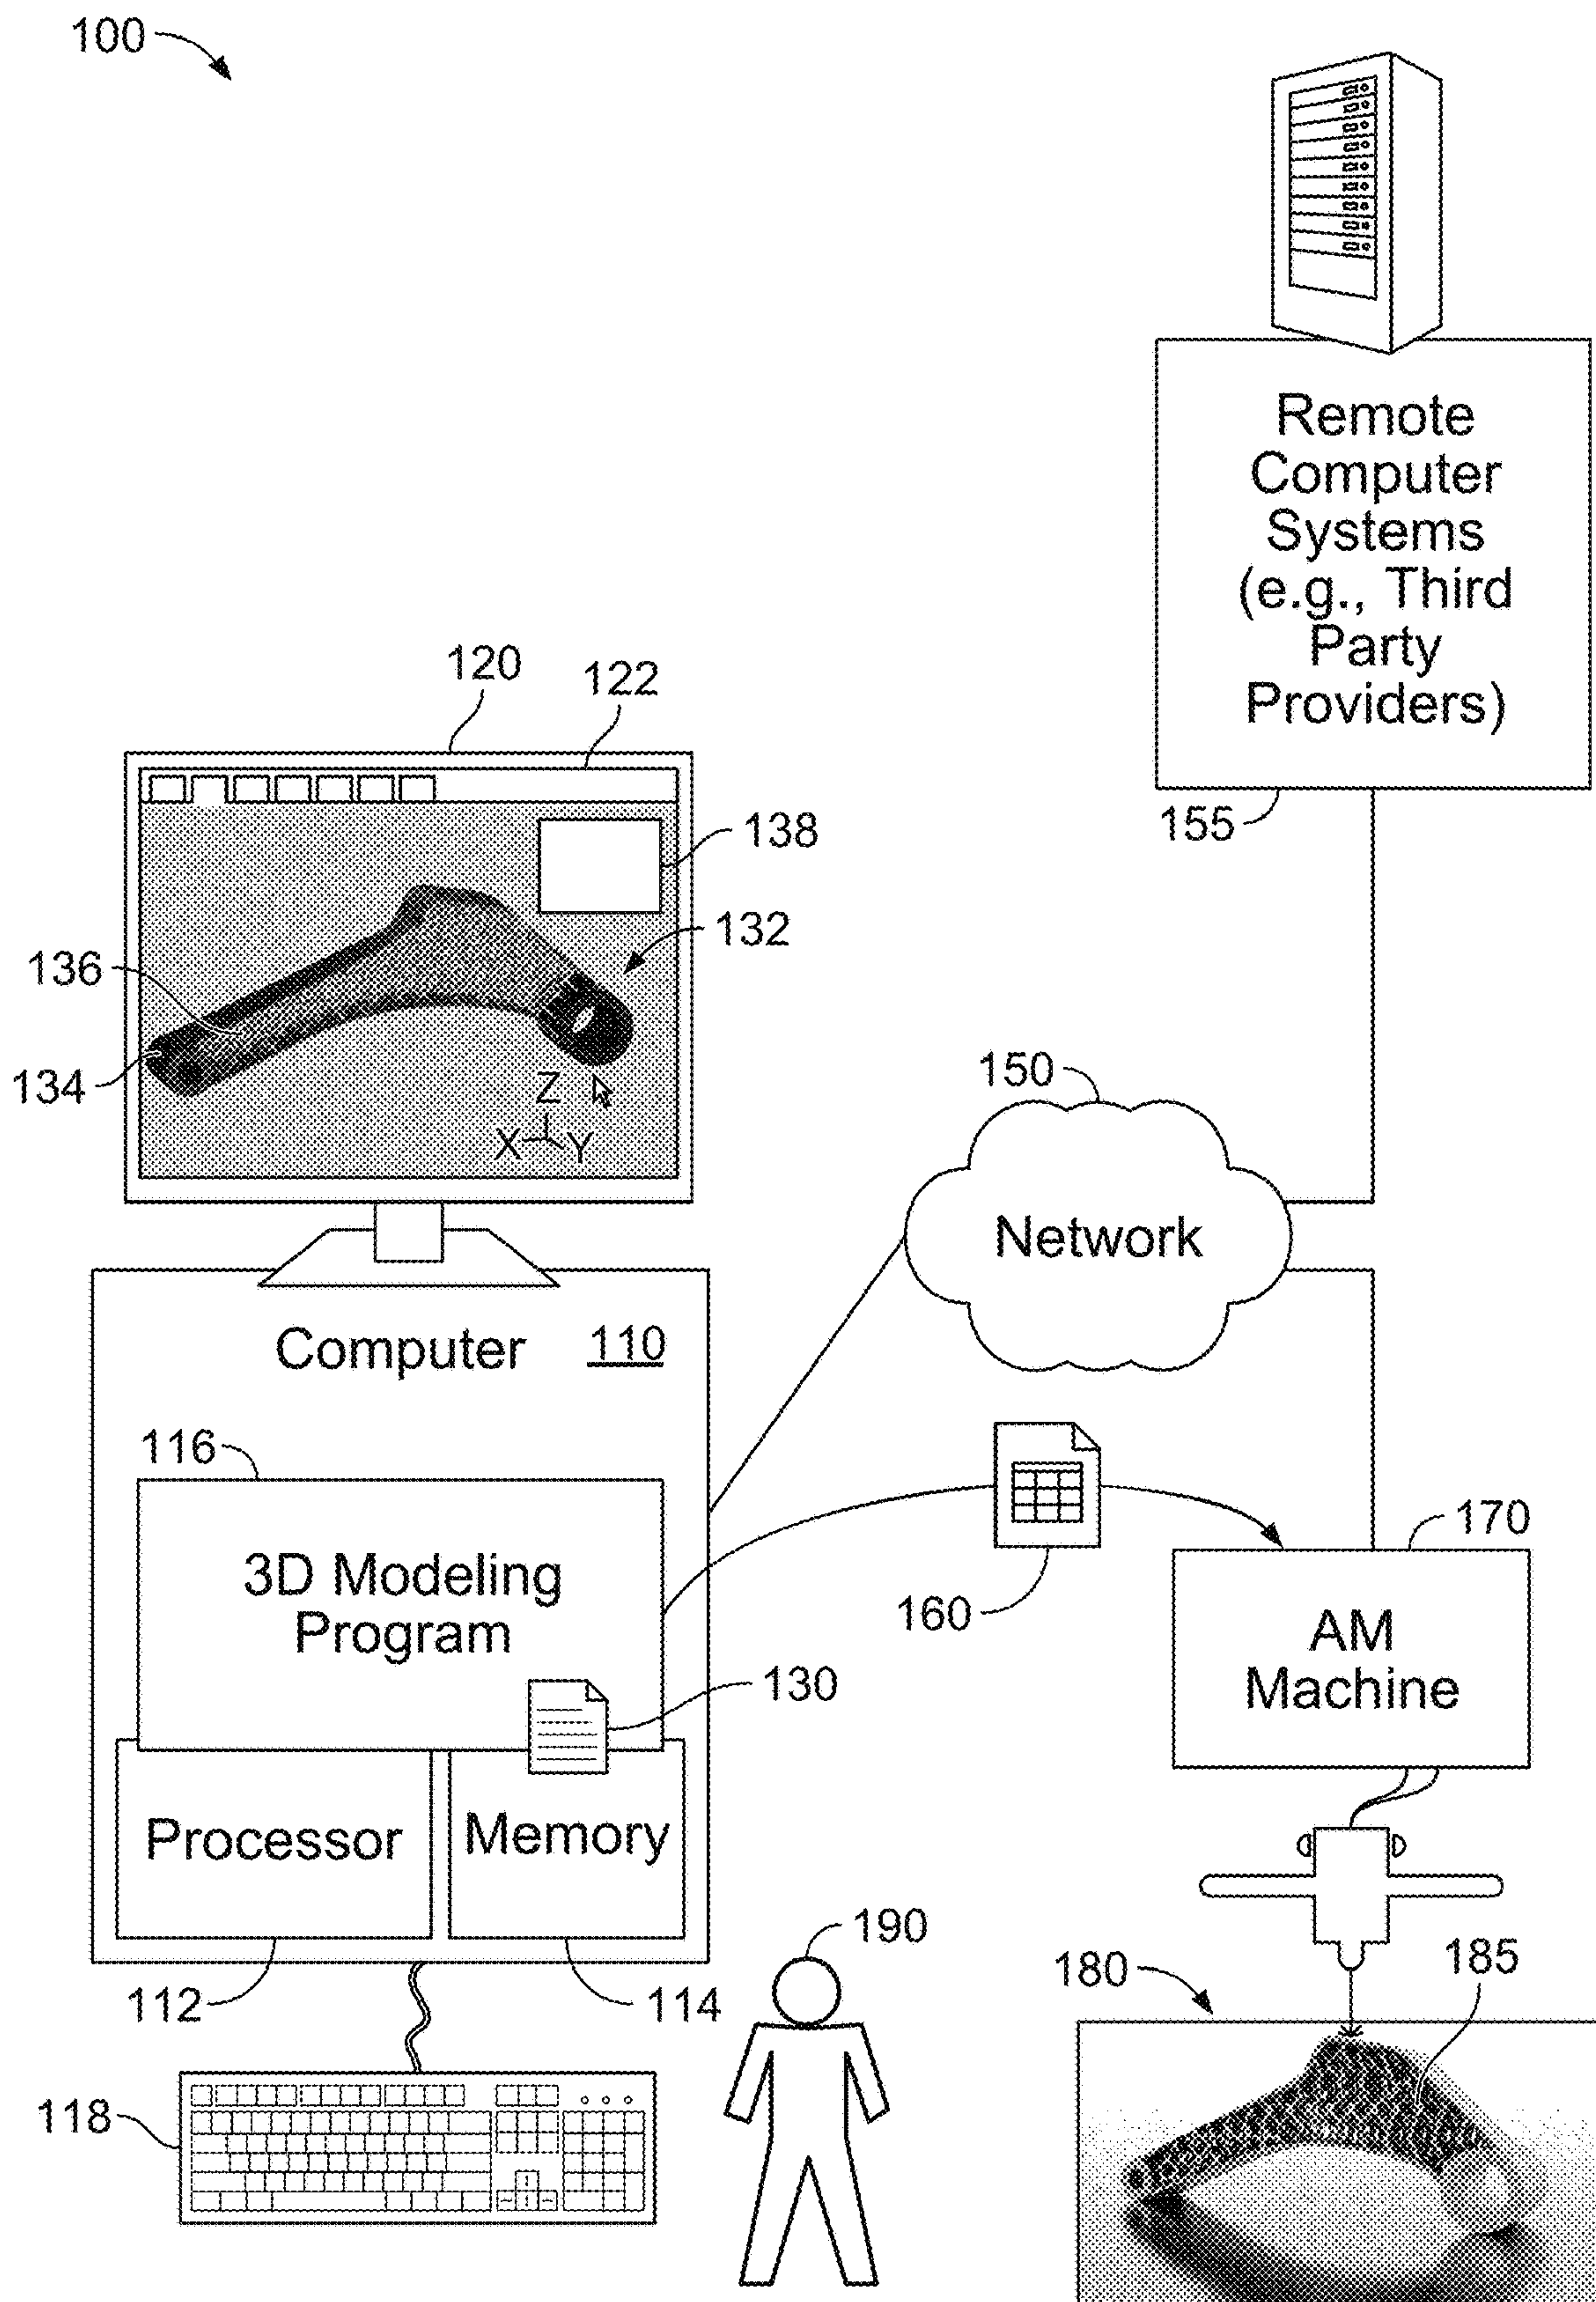 100
Remote
Computer
Systems
(e.g., Third
Party
Providers)
155
120
122
138
132
136
134
Z
X Y
150
Network
Computer 110
116
3D Modeling
Program
130
160
170
AM
Machine
Processor
Memory
112
114
190
180
185
118